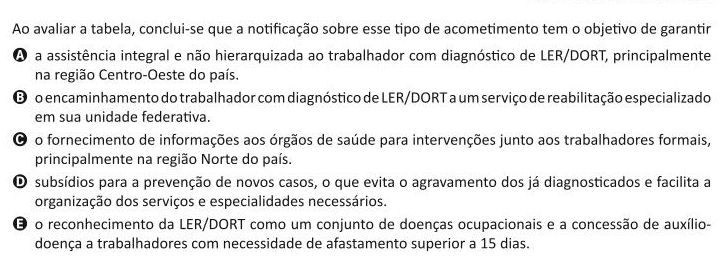 Ao avaliar a tabela, conclui-se que a notificação sobre esse tipo de acometimento tem o objetivo de garantir
A a assistência integral e não hierarquizada ao trabalhador com diagnóstico de LER/DORT, principalmente
na região Centro-Oeste do país.
B o encaminhamento do trabalhador com diagnóstico de LER/DORT a um serviço de reabilitação especializado
em sua unidade federativa.
C o fornecimento de informações aos órgãos de saúde para intervenções junto aos trabalhadores formais,
principalmente na região Norte do país.
D subsídios para a prevenção de novos casos, o que evita o agravamento dos já diagnosticados e facilita a
organização dos serviços e especialidades necessários.
E o reconhecimento da LER/DORT como um conjunto de doenças ocupacionais e a concessão de auxílio-
doença a trabalhadores com necessidade de afastamento superior a 15 dias.